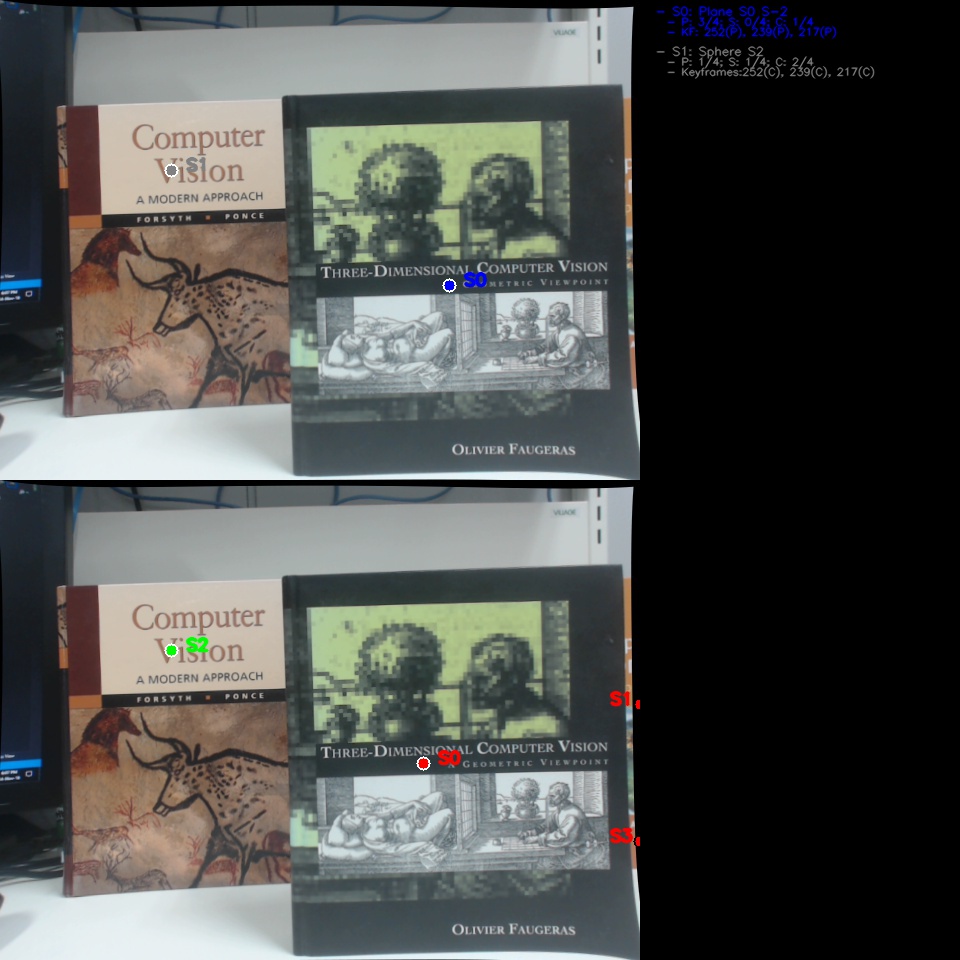 - S0: Plane S0 S-2
- P: 3/4; S: 0/4; C: 1/4
- KF: 252(P), 239(P), 217(P)
- S1: Sphere S2
- P: 1/4; S: 1/4; C: 2/4
- Keyframes:252(C), 239(C), 217(C)
Computer
Vision
S1
A MODERN APPROACH
FORSYTH PONCE
THREE-DIMENSIONAL COMPUTER VISION
S0
METRIC VIEWPOINT
OLIVIER FAUGERAS
Computer
Vision
S2
A MODERN APPROACH
FORSYTH PONCE
S1
THREE-DIMENSIONAL COMPUTER VISION
S0
A GEOMETRIC VIEWPOINT
S3
OLIVIER FAUGERAS